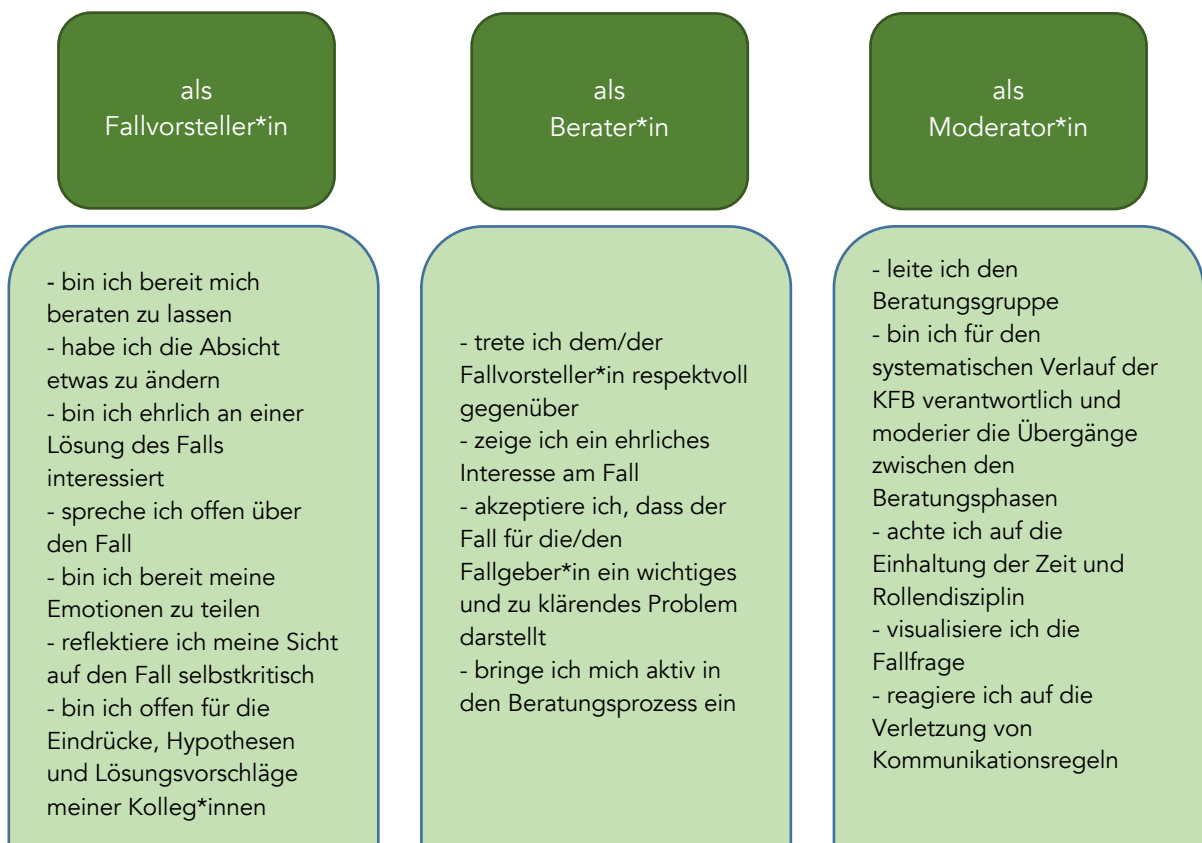 als
Fallvorsteller*in
- bin ich bereit mich
beraten zu lassen
- habe ich die Absicht
etwas zu ändern
- bin ich ehrlich an einer
Lösung des Falls
interessiert
- spreche ich offen über
den Fall
- bin ich bereit meine
Emotionen zu teilen
- reflektiere ich meine Sicht
auf den Fall selbstkritisch
- bin ich offen für die
Eindrücke, Hypothesen
und Lösungsvorschläge
meiner Kolleg*innen
als
Berater*in
- trete ich dem/der
Fallvorsteller*in respektvoll
gegenüber
- zeige ich ein ehrliches
Interesse am Fall
- akzeptiere ich, dass der
Fall für die/den
Fallgeber*in ein wichtiges
und zu klärendes Problem
darstellt
- bringe ich mich aktiv in
den Beratungsprozess ein
als
Moderator*in
- leite ich den
Beratungsgruppe
- bin ich für den
systematischen Verlauf der
KFB verantwortlich und
moderier die Übergänge
zwischen den
Beratungsphasen
- achte ich auf die
Einhaltung der Zeit und
Rollendisziplin
- visualisiere ich die
Fallfrage
- reagiere ich auf die
Verletzung von
Kommunikationsregeln